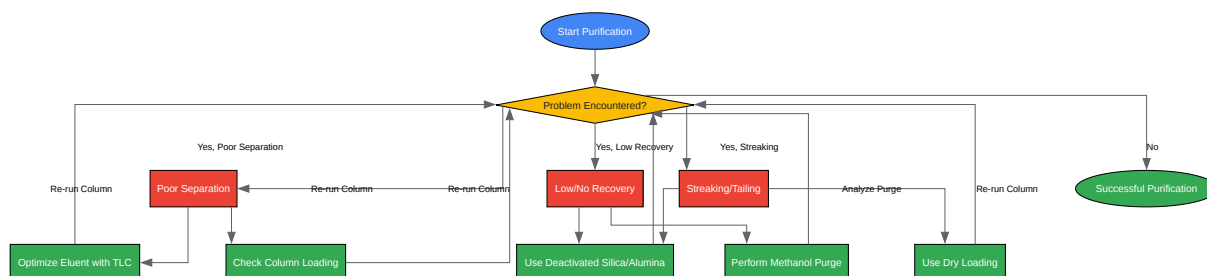 Start Purification
Problem Encountered?
Yes, Poor Separation
Yes, Low Recovery
Yes, Streaking
No
Re-run Column
Poor Separation
Re-run Column
Re-run Column
Low/No Recovery
Streaking/Tailing
Analyze Purge
Re-run Column
Successful Purification
Optimize Eluent with TLC
Check Column Loading
Use Deactivated Silica/Alumina
Perform Methanol Purge
Use Dry Loading